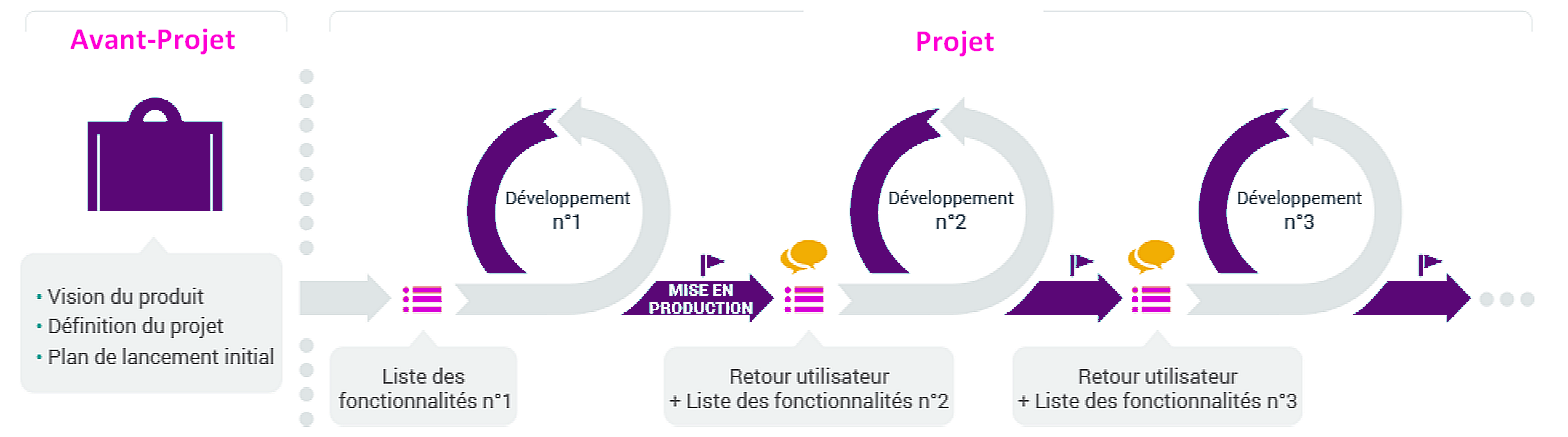 Avant-Projet
Projet
Développement
n°1
Développement
n°2
Développement
n°3
• Vision du produit
• Définition du projet
• Plan de lancement initial
MISE EN
PRODUCTION
Liste des
fonctionnalités n°1
Retour utilisateur
+ Liste des fonctionnalités n°2
Retour utilisateur
+ Liste des fonctionnalités n°3